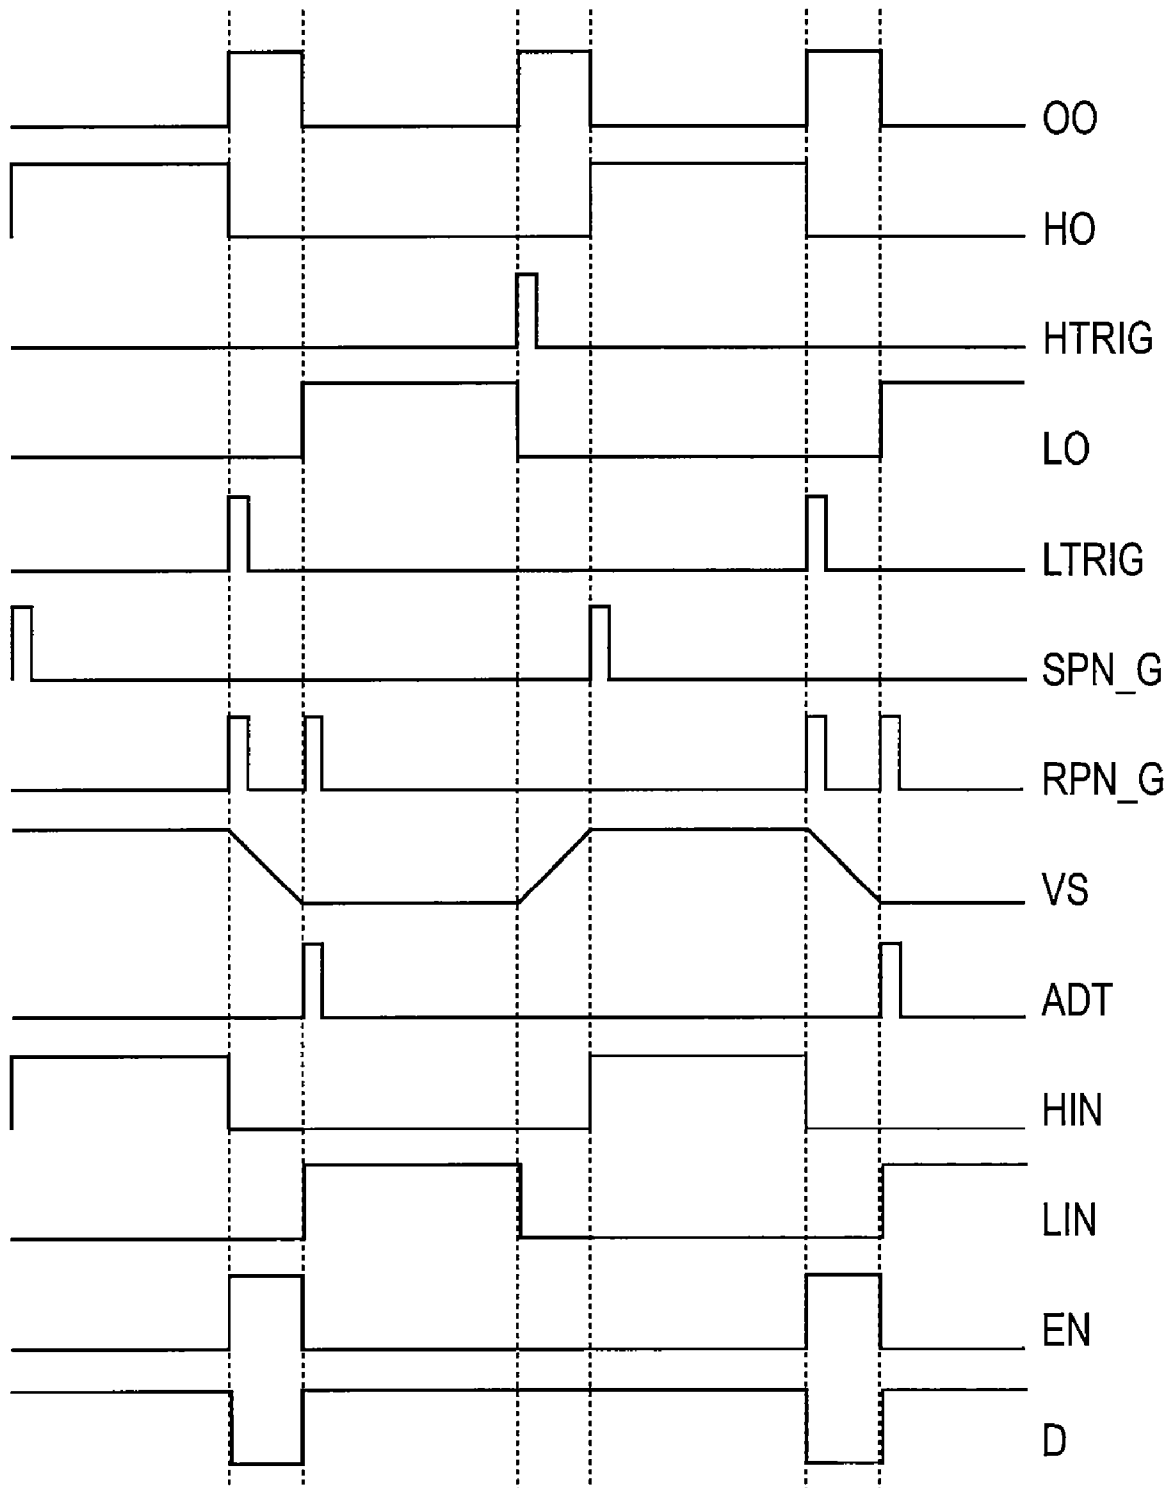 OO
HO
HTRIG
LO
LTRIG
SPN_G
RPN_G
VS
ADT
HIN
LIN
EN
D